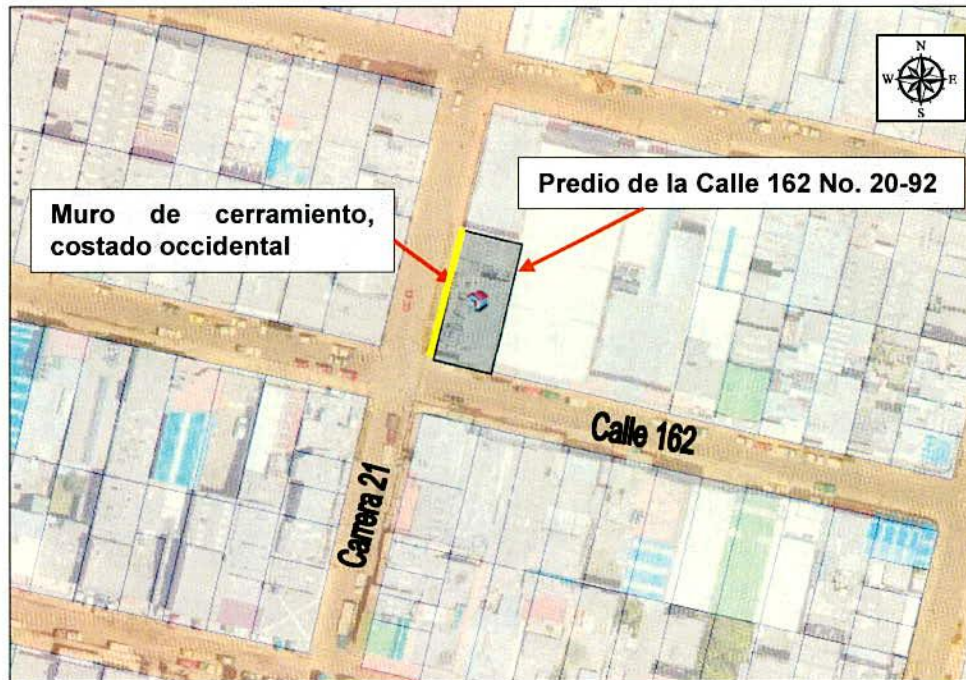 N
W E
S
Predio de la Calle 162 No. 20-92
Muro de cerramiento,
costado occidental
Calle 162
Carrera 21